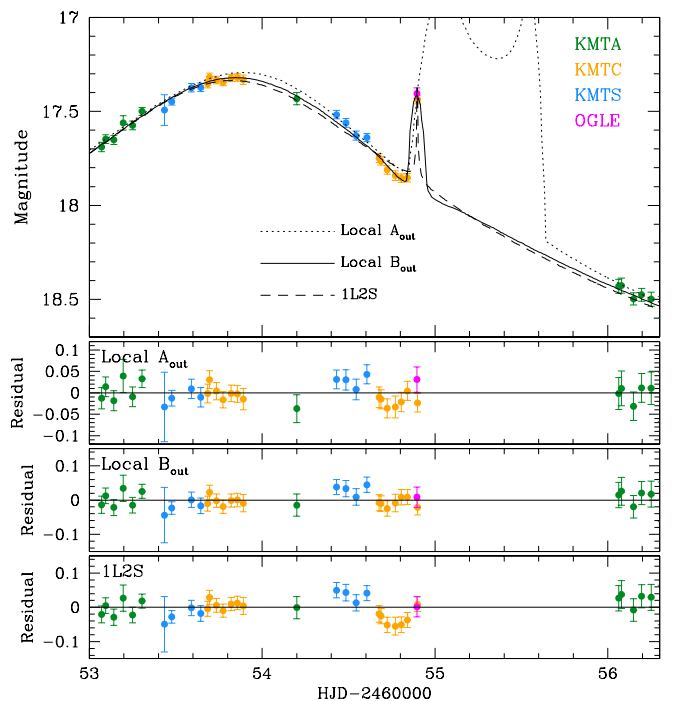 17
17.5
18
18.5
Magnitude
KMTA
KMTC
KMTS
OGLE
Local A_out
Local B_out
1L2S
0.1
0.05
0
−0.05
−0.1
Residual
Local A_out
0.1
0
−0.1
Residual
Local B_out
0.1
0
−0.1
Residual
1L2S
53
54
55
56
HJD−2460000